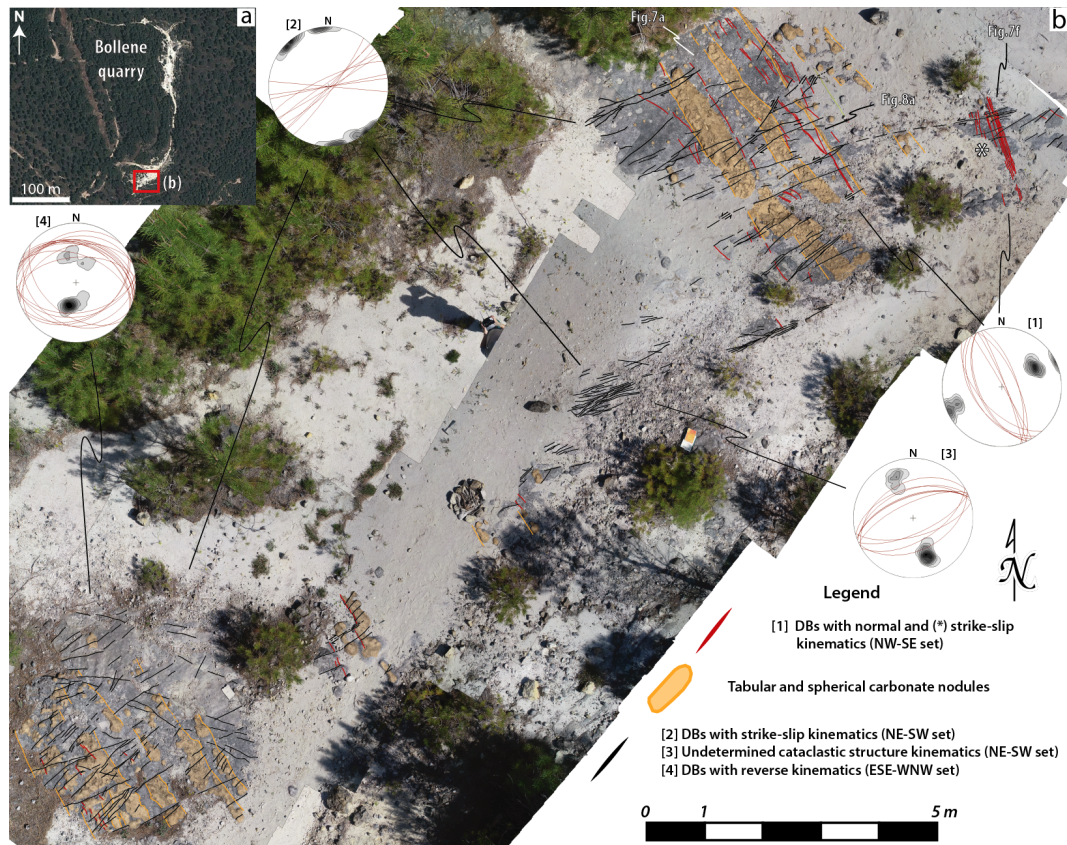 N
a
Bollene
quarry
(b)
100 m
[2]
N
Fig.7a
Fig.7f
b
Fig.8a
*
[4]
N
N
[1]
N
[3]
N
Legend
[1] DBs with normal and (*) strike-slip
kinematics (NW-SE set)
Tabular and spherical carbonate nodules
[2] DBs with strike-slip kinematics (NE-SW set)
[3] Undetermined cataclastic structure kinematics (NE-SW set)
[4] DBs with reverse kinematics (ESE-WNW set)
0 1 5 m